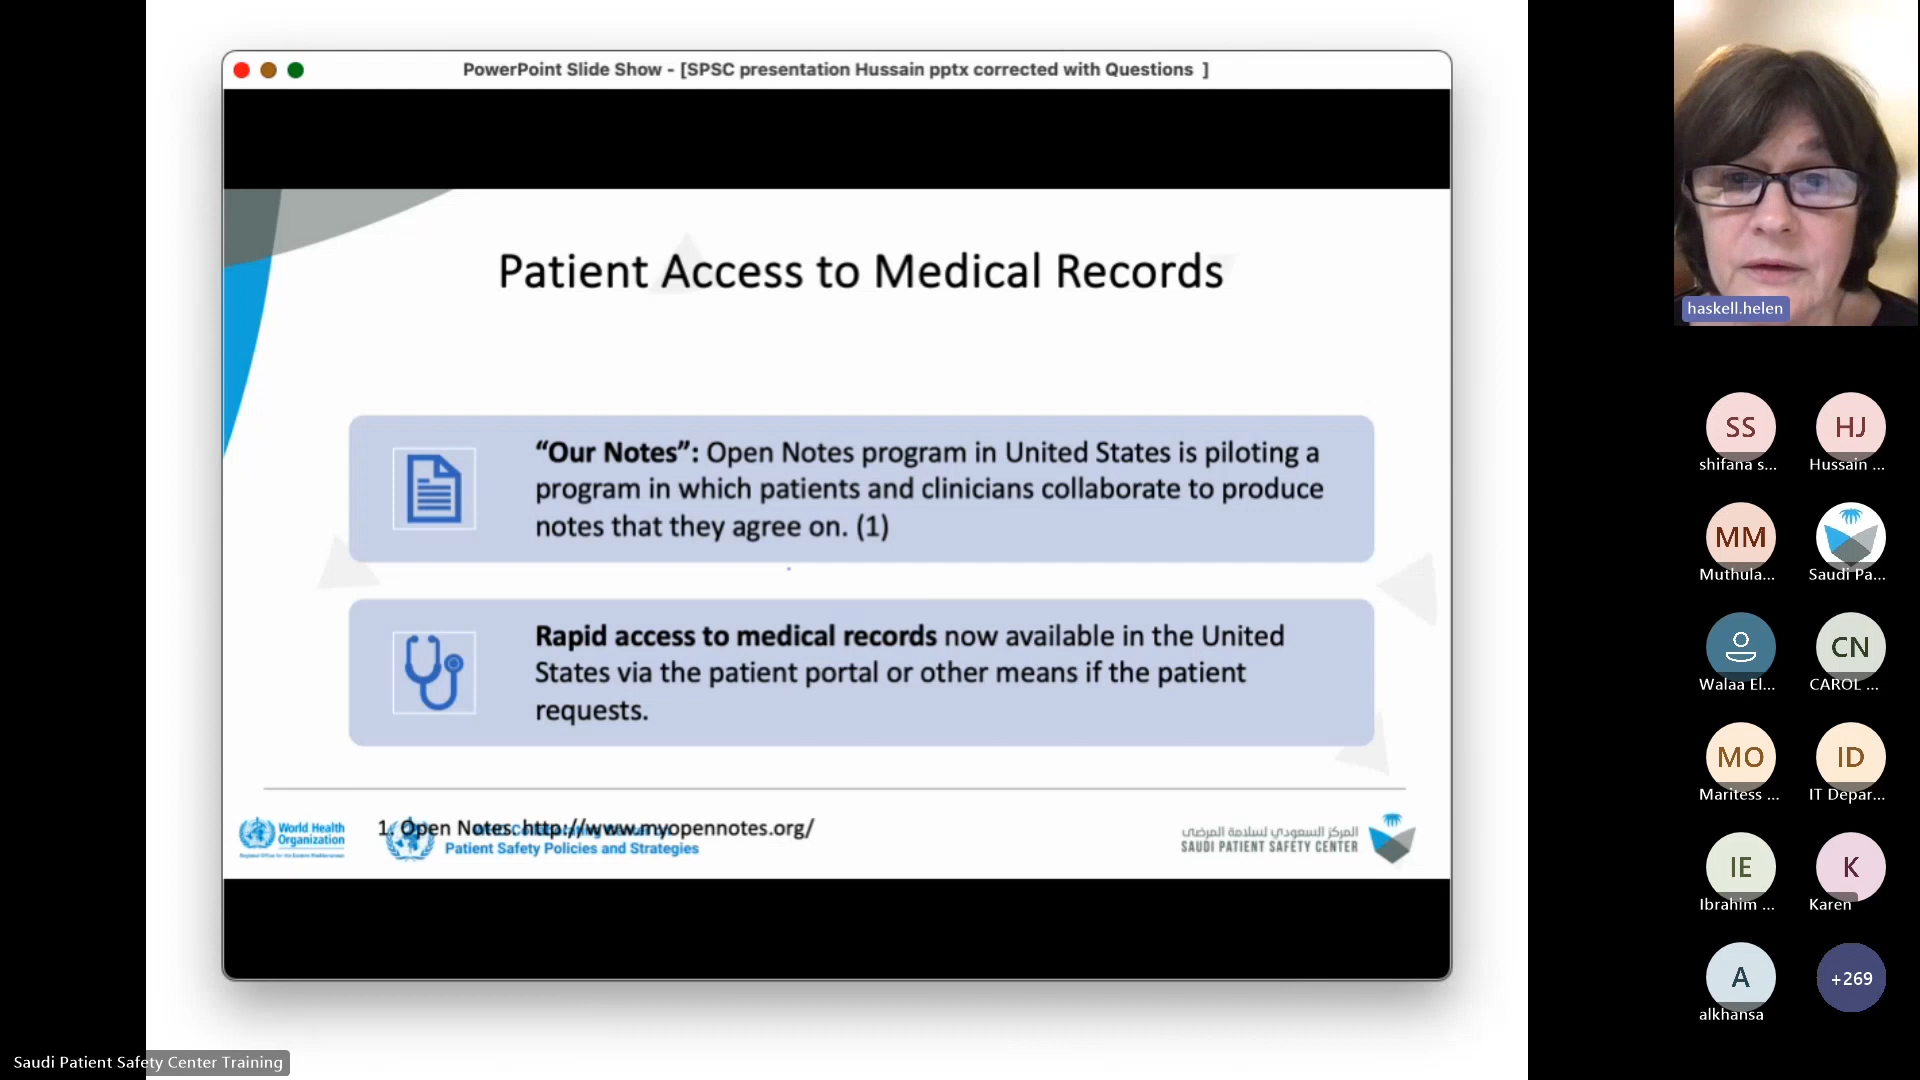 PowerPoint Slide Show - [SPSC presentation Hussain pptx corrected with Questions ]
Patient Access to Medical Records
“Our Notes”: Open Notes program in United States is piloting a
program in which patients and clinicians collaborate to produce
notes that they agree on. (1)
Rapid access to medical records now available in the United
States via the patient portal or other means if the patient
requests.
1. Open Notes. http://www.myopennotes.org/
World Health
Organization
Regional Office for the Eastern Mediterranean
Patient Safety Policies and Strategies
المركز السعودي لسلامة المرضى
SAUDI PATIENT SAFETY CENTER
haskell.helen
SS
shifana s...
HJ
Hussain ...
MM
Muthula...
Saudi Pa...
Walaa El...
CN
CAROL ...
MO
Maritess ...
ID
IT Depar...
IE
Ibrahim ...
K
Karen
A
alkhansa
+269
Saudi Patient Safety Center Training